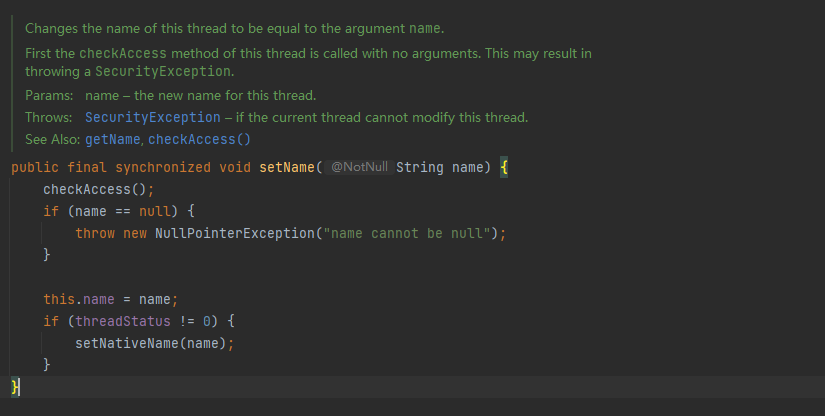 Changes the name of this thread to be equal to the argument name.
First the checkAccess method of this thread is called with no arguments. This may result in
throwing a SecurityException.
Params: name – the new name for this thread.
Throws: SecurityException – if the current thread cannot modify this thread.
See Also: getName, checkAccess()
public final synchronized void setName( @NotNull String name) {
    checkAccess();
    if (name == null) {
        throw new NullPointerException("name cannot be null");
    }
    this.name = name;
    if (threadStatus != 0) {
        setNativeName(name);
    }
}